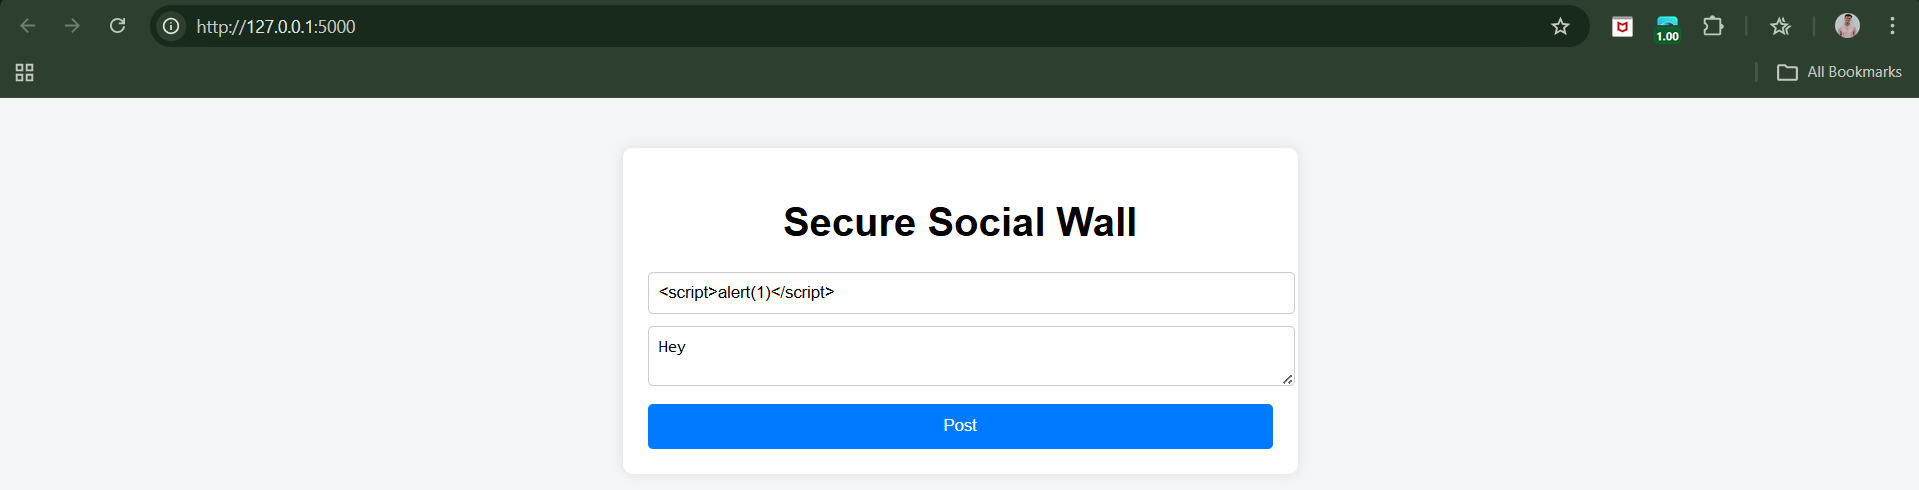 http://127.0.0.1:5000
1.00
All Bookmarks
Secure Social Wall
<script>alert(1)</script>
Hey
Post